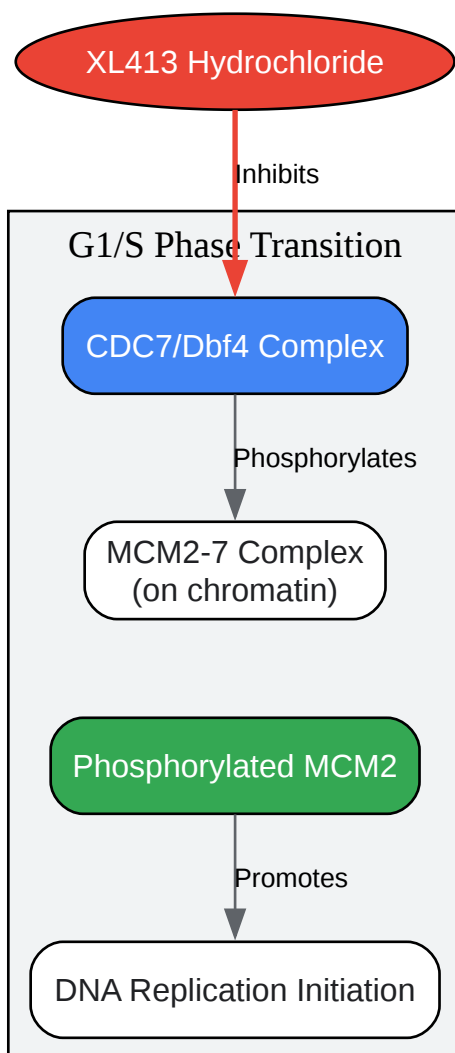 XL413 Hydrochloride
Inhibits
G1/S Phase Transition
CDC7/Dbf4 Complex
Phosphorylates
MCM2-7 Complex
(on chromatin)
Phosphorylated MCM2
Promotes
DNA Replication Initiation